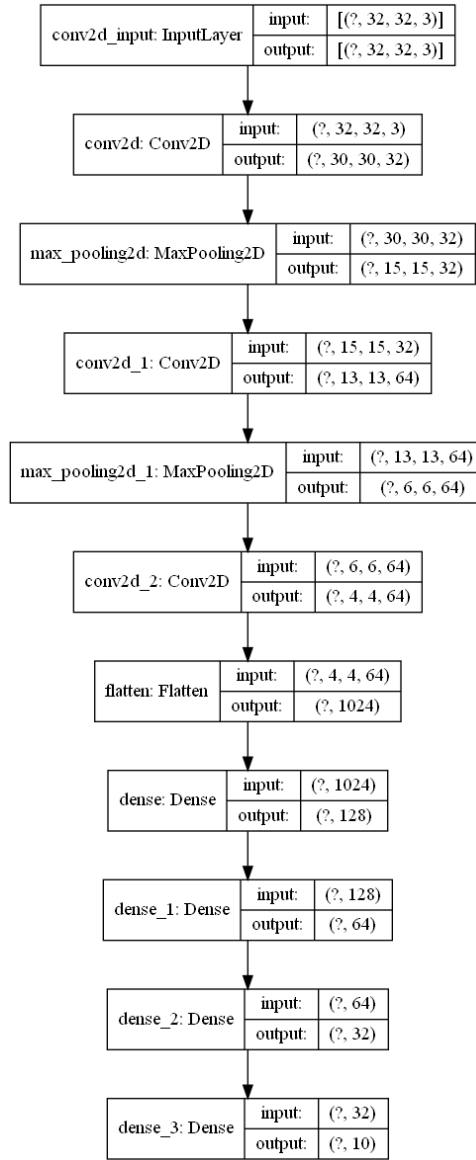 conv2d_input: InputLayer
input: [(?, 32, 32, 3)]
output: [(?, 32, 32, 3)]
conv2d: Conv2D
input: (?, 32, 32, 3)
output: (?, 30, 30, 32)
max_pooling2d: MaxPooling2D
input: (?, 30, 30, 32)
output: (?, 15, 15, 32)
conv2d_1: Conv2D
input: (?, 15, 15, 32)
output: (?, 13, 13, 64)
max_pooling2d_1: MaxPooling2D
input: (?, 13, 13, 64)
output: (?, 6, 6, 64)
conv2d_2: Conv2D
input: (?, 6, 6, 64)
output: (?, 4, 4, 64)
flatten: Flatten
input: (?, 4, 4, 64)
output: (?, 1024)
dense: Dense
input: (?, 1024)
output: (?, 128)
dense_1: Dense
input: (?, 128)
output: (?, 64)
dense_2: Dense
input: (?, 64)
output: (?, 32)
dense_3: Dense
input: (?, 32)
output: (?, 10)